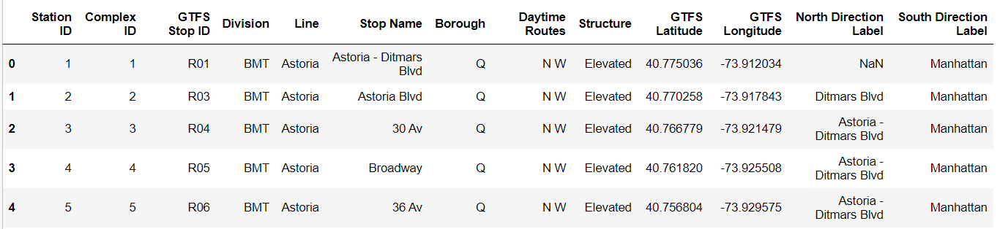 Station ID Complex ID GTFS Stop ID Division Line Stop Name Borough Daytime Routes Structure GTFS Latitude GTFS Longitude North Direction Label South Direction Label
0 1 1 R01 BMT Astoria Astoria - Ditmars Blvd Q N W Elevated 40.775036 -73.912034 NaN Manhattan
1 2 2 R03 BMT Astoria Astoria Blvd Q N W Elevated 40.770258 -73.917843 Ditmars Blvd Manhattan
2 3 3 R04 BMT Astoria 30 Av Q N W Elevated 40.766779 -73.921479 Astoria - Ditmars Blvd Manhattan
3 4 4 R05 BMT Astoria Broadway Q N W Elevated 40.761820 -73.925508 Astoria - Ditmars Blvd Manhattan
4 5 5 R06 BMT Astoria 36 Av Q N W Elevated 40.756804 -73.929575 Astoria - Ditmars Blvd Manhattan